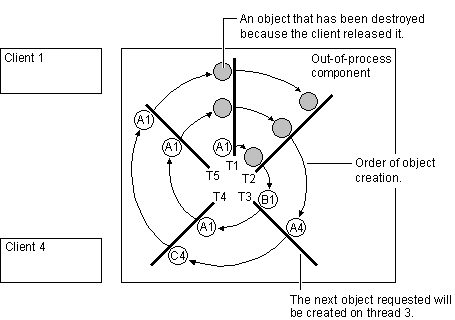 An object that has been destroyed
because the client released it.
Client 1
Out-of-process
component
A1
A1
A1
T1
T5
T2
Order of object
creation.
T4
T3
B1
A1
A4
Client 4
C4
The next object requested will
be created on thread 3.